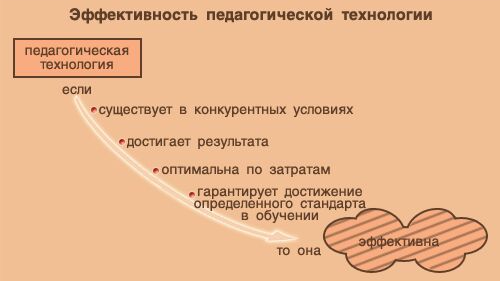 Эффективность педагогической технологии
педагогическая
технология
если
существует в конкурентных условиях
достигает результата
оптимальна по затратам
гарантирует достижение
определенного стандарта
в обучении
то она
эффективна